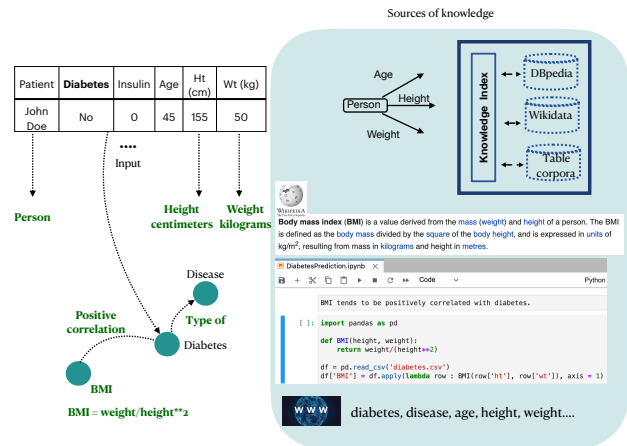 Sources of knowledge
Patient Diabetes Insulin Age Ht (cm) Wt (kg)
John Doe No 0 45 155 50
....
Input
Person
Height centimeters
Weight kilograms
Disease
Positive correlation
Type of
Diabetes
BMI
BMI = weight/height**2
Age
Person
Height
Weight
Knowledge Index
DBpedia
Wikidata
Table corpora
WIKIPEDIA
Body mass index (BMI) is a value derived from the mass (weight) and height of a person. The BMI
is defined as the body mass divided by the square of the body height, and is expressed in units of
kg/m², resulting from mass in kilograms and height in metres.
DiabetesPrediction.ipynb
Code
Python
BMI tends to be positively correlated with diabetes.
[ ]: import pandas as pd
def BMI(height, weight):
return weight/(height**2)
df = pd.read_csv('diabetes.csv')
df['BMI'] = df.apply(lambda row : BMI(row['ht'], row['wt']), axis = 1)
W W W
diabetes, disease, age, height, weight....